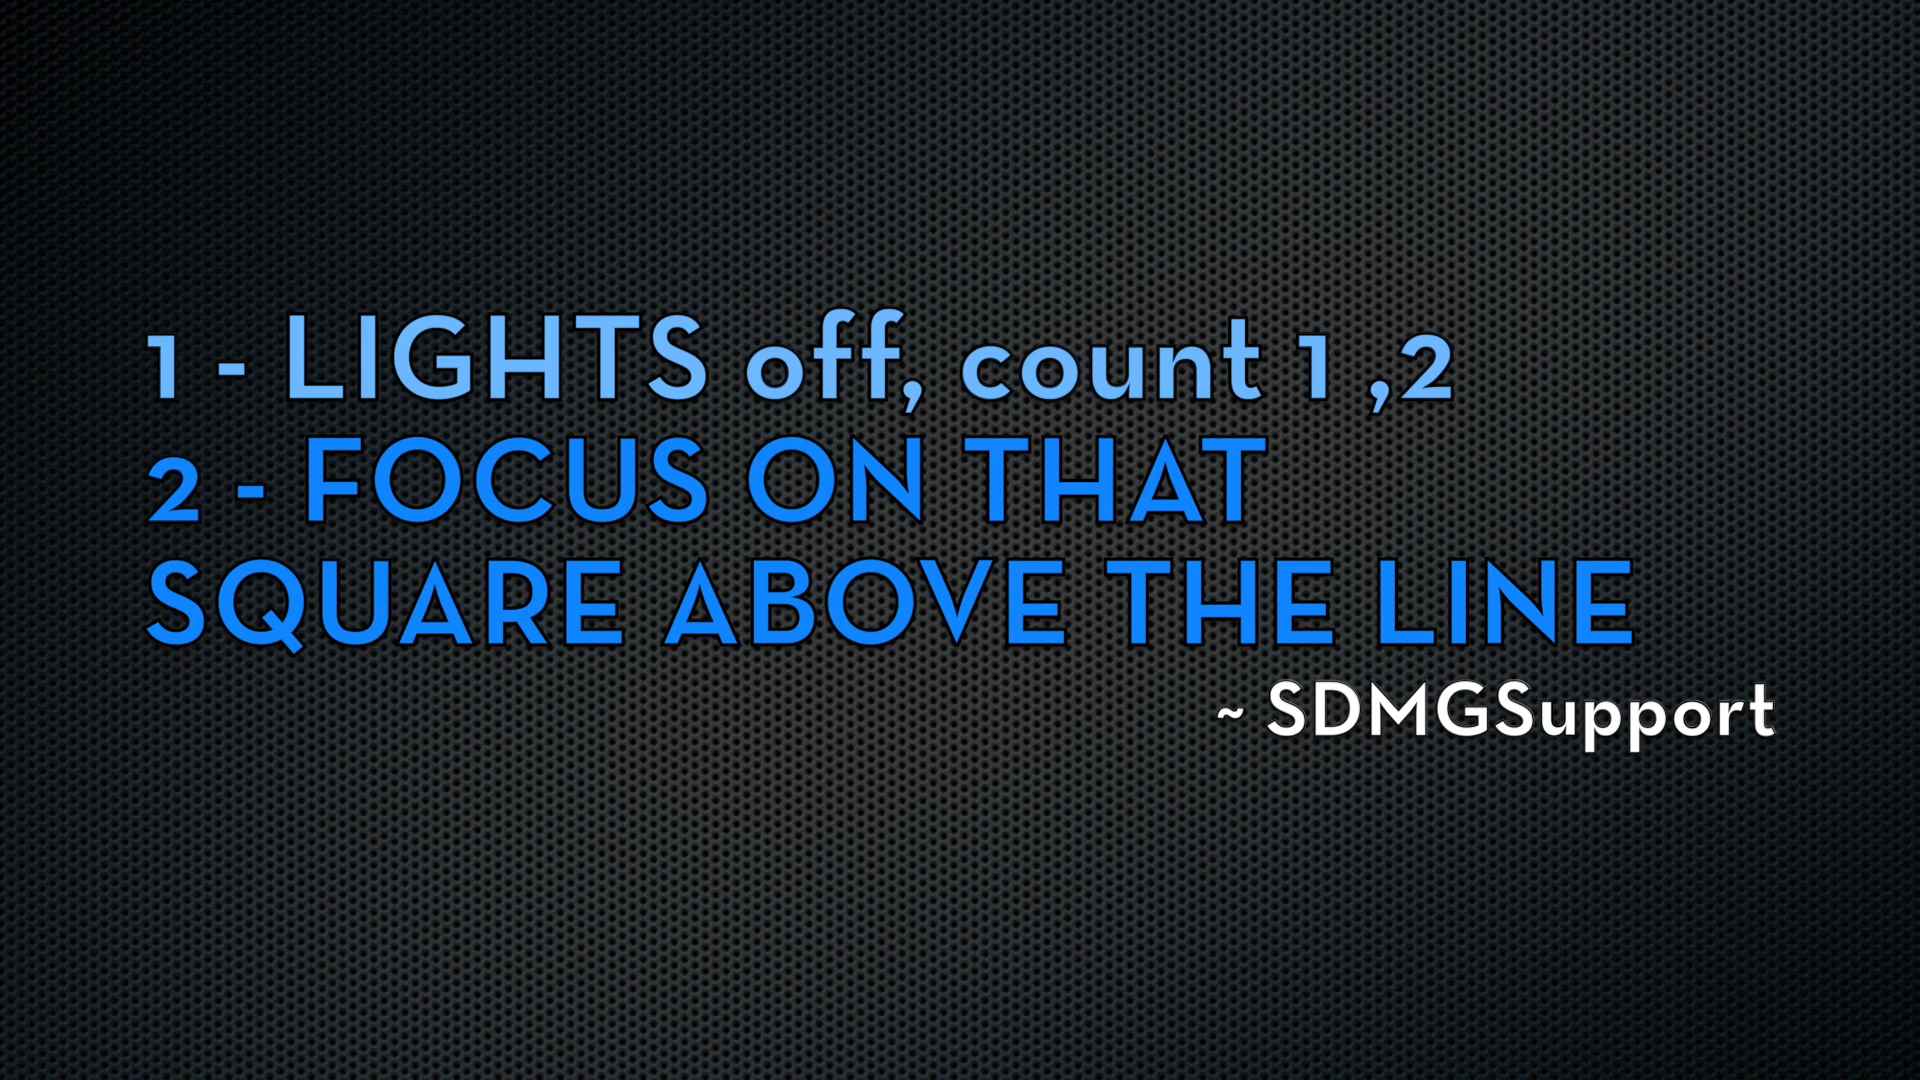 1 - LIGHTS off, count 1 ,2
2 - FOCUS ON THAT
SQUARE ABOVE THE LINE
~ SDMGSupport